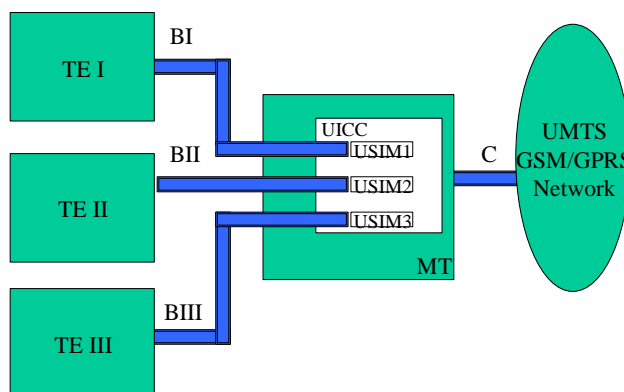 TE I
BI
UICC
USIM1
UMTS
GSM/GPRS
Network
C
BII
USIM2
TE II
USIM3
MT
BIII
TE III